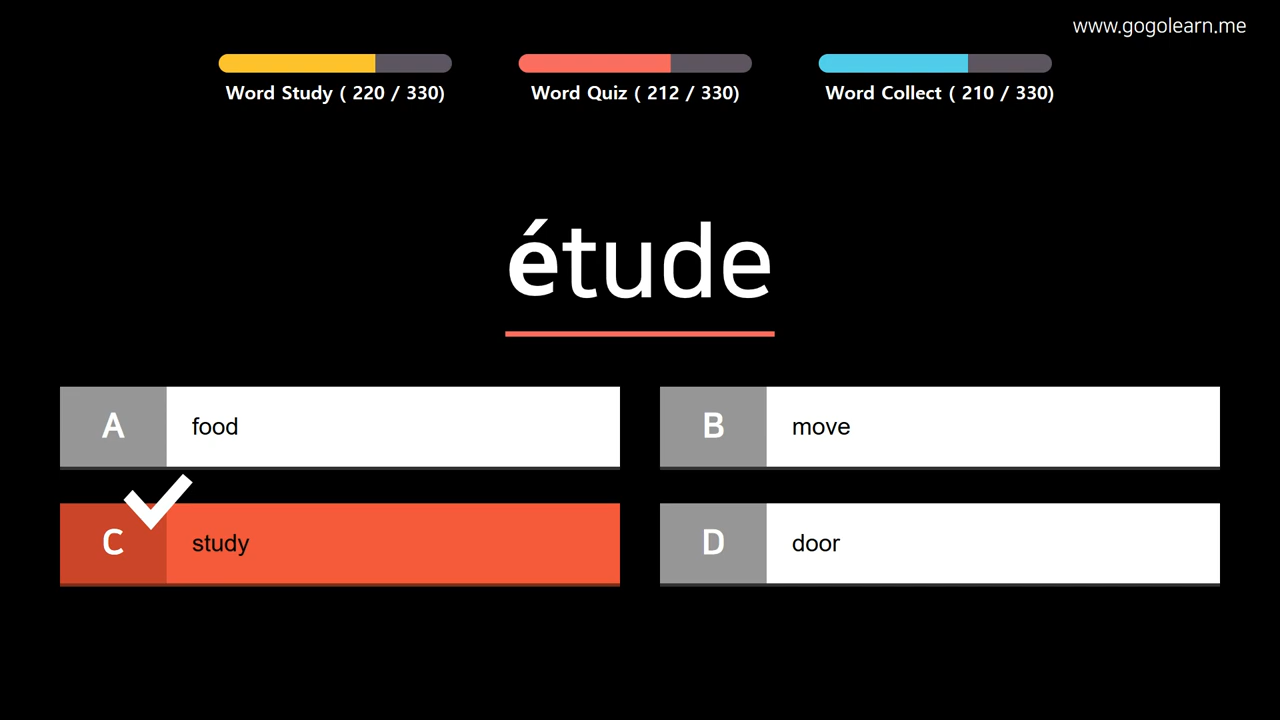 www.gogolearn.me
Word Study ( 220 / 330)
Word Quiz ( 212 / 330)
Word Collect ( 210 / 330)
étude
A food
B move
C study
D door